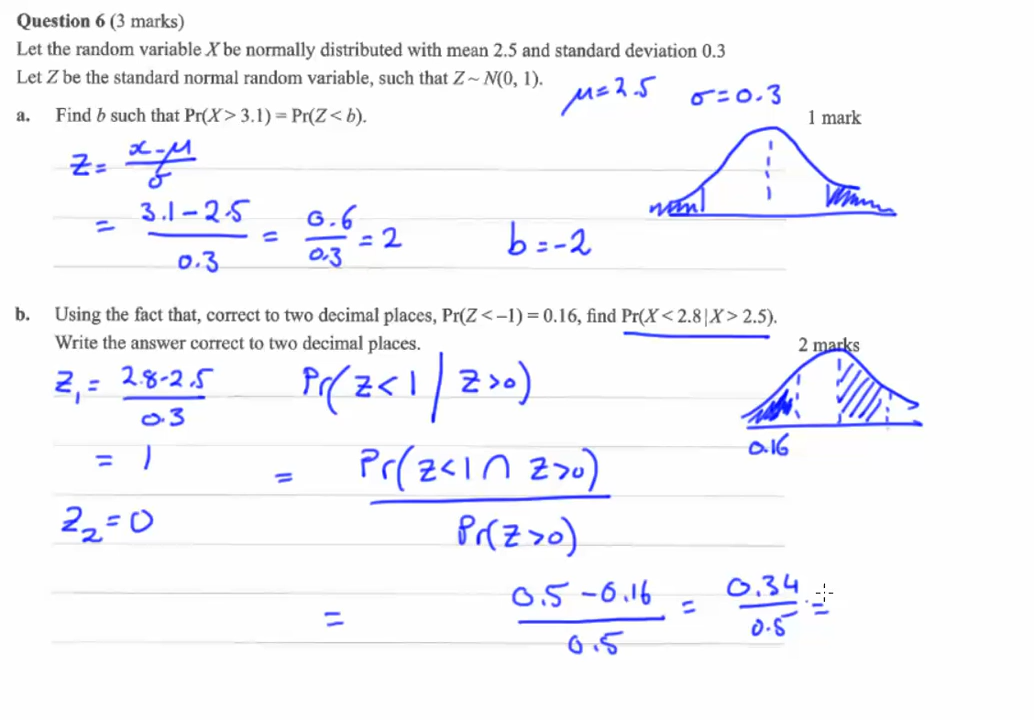 Question 6 (3 marks)
Let the random variable X be normally distributed with mean 2.5 and standard deviation 0.3
Let Z be the standard normal random variable, such that Z ~ N(0, 1).
μ=2.5 σ=0.3
a. Find b such that Pr(X > 3.1) = Pr(Z < b).
1 mark
Z = (x-μ)/σ
= (3.1-2.5)/0.3 = 0.6/0.3 = 2 b=-2
b. Using the fact that, correct to two decimal places, Pr(Z < –1) = 0.16, find Pr(X < 2.8 | X > 2.5).
Write the answer correct to two decimal places.
2 marks
Z₁ = (2.8-2.5)/0.3 Pr(Z<1 | Z>0)
0.16
= 1 = Pr(Z<1 ∩ Z>0)/Pr(Z>0)
Z₂=0
= (0.5-0.16)/0.5 = 0.34/0.5 =